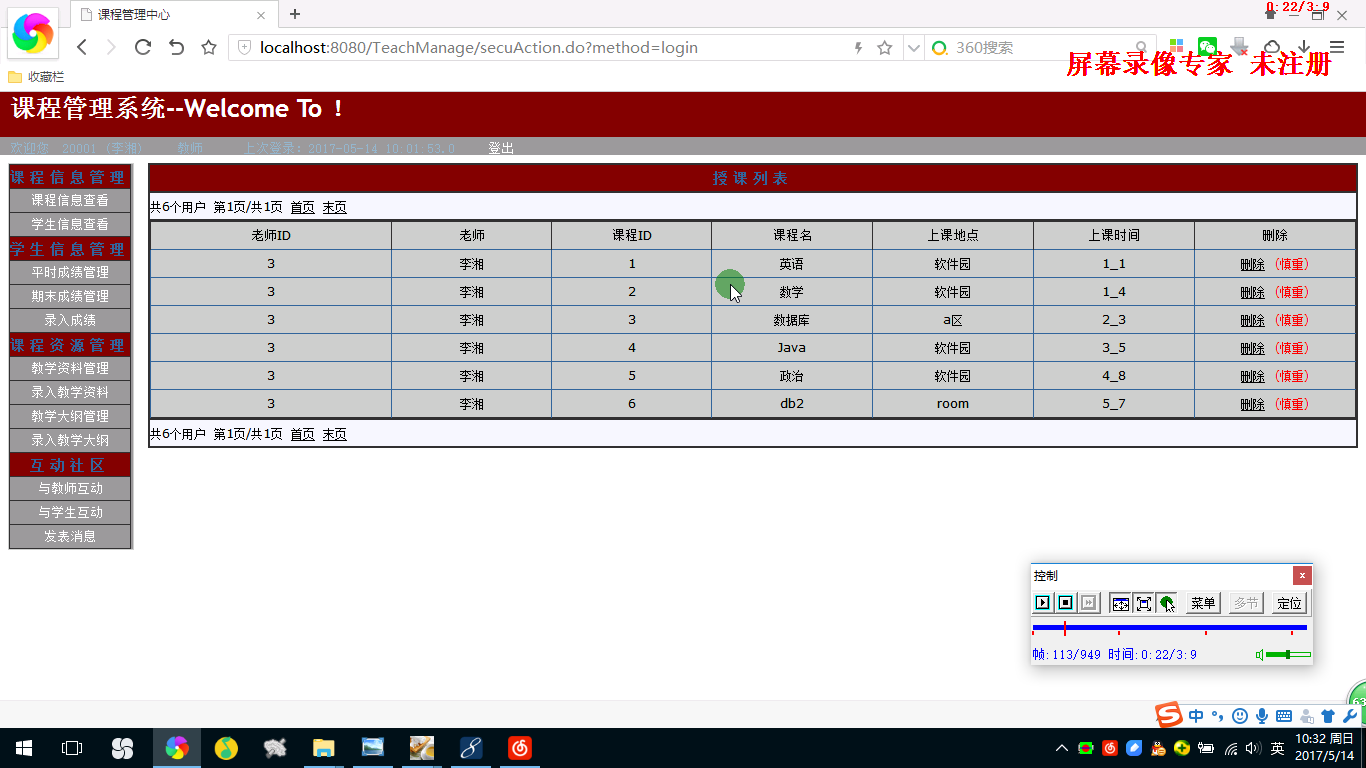 课程管理中心
0:22/3:9
localhost:8080/TeachManage/secuAction.do?method=login
360搜索
屏幕录像专家 未注册
收藏栏
课程管理系统--Welcome To !
欢迎您 20001 (李湘) 教师 上次登录: 2017-05-14 10:01:53.0 登出
课程信息管理
课程信息查看
学生信息查看
学生信息管理
平时成绩管理
期末成绩管理
录入成绩
课程资源管理
教学资料管理
录入教学资料
教学大纲管理
录入教学大纲
互动社区
与教师互动
与学生互动
发表消息
授课列表
共6个用户 第1页/共1页 首页 末页
老师ID 老师 课程ID 课程名 上课地点 上课时间 删除
3 李湘 1 英语 软件园 1_1 删除 (慎重)
3 李湘 2 数学 软件园 1_4 删除 (慎重)
3 李湘 3 数据库 a区 2_3 删除 (慎重)
3 李湘 4 Java 软件园 3_5 删除 (慎重)
3 李湘 5 政治 软件园 4_8 删除 (慎重)
3 李湘 6 db2 room 5_7 删除 (慎重)
共6个用户 第1页/共1页 首页 末页
控制
菜单 多节 定位
帧:113/949 时间:0:22/3:9
63
中
英
10:32 周日
2017/5/14